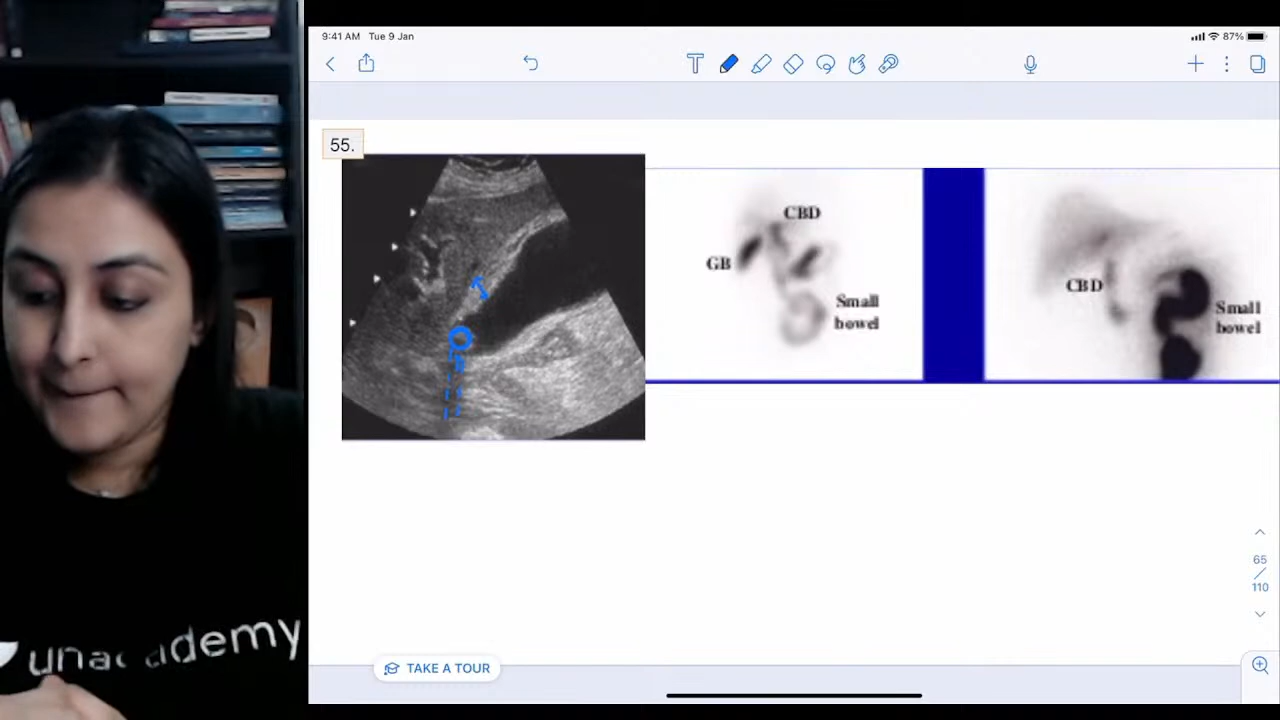 9:41 AM Tue 9 Jan
87%
T
55.
CBD
GB
Small
bowel
CBD
Small
bowel
65
110
TAKE A TOUR